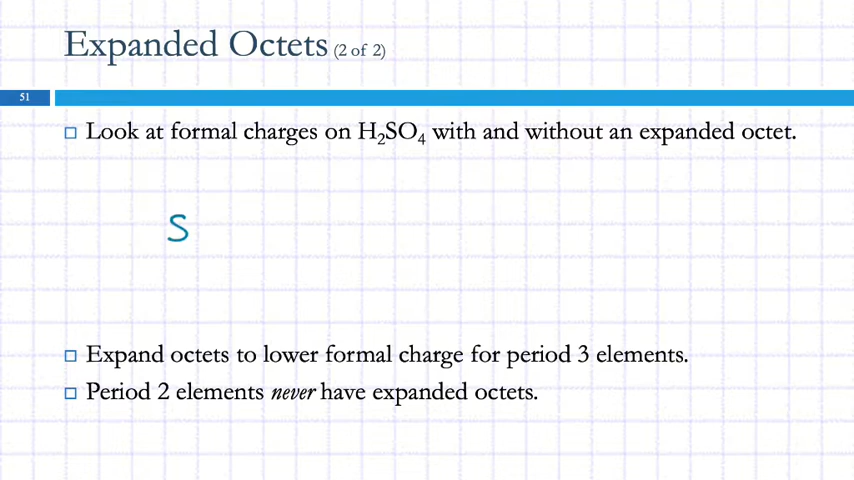 Expanded Octets (2 of 2)
51
Look at formal charges on H₂SO₄ with and without an expanded octet.
S
Expand octets to lower formal charge for period 3 elements.
Period 2 elements never have expanded octets.